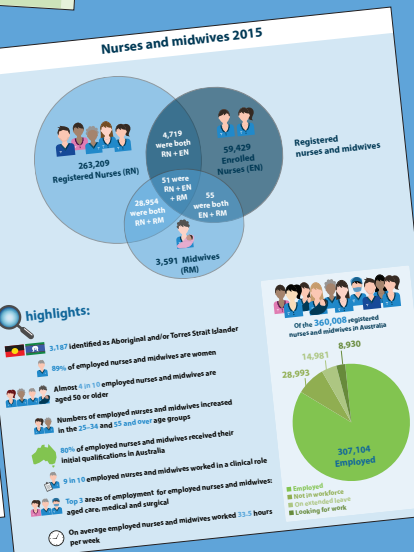 Nurses and midwives 2015
263,209
Registered Nurses (RN)
4,719
were both
RN + EN
59,429
Enrolled
Nurses (EN)
Registered
nurses and midwives
51 were
RN + EN
+ RM
28,954
were both
RN + RM
55
were both
EN + RM
3,591 Midwives
(RM)
highlights:
3,187 identified as Aboriginal and/or Torres Strait Islander
89% of employed nurses and midwives are women
Almost 4 in 10 employed nurses and midwives are
aged 50 or older
Numbers of employed nurses and midwives increased
in the 25–34 and 55 and over age groups
80% of employed nurses and midwives received their
initial qualifications in Australia
9 in 10 employed nurses and midwives worked in a clinical role
Top 3 areas of employment for employed nurses and midwives:
aged care, medical and surgical
On average employed nurses and midwives worked 33.5 hours
per week
Of the 360,008 registered
nurses and midwives in Australia
8,930
14,981
28,993
307,104
Employed
Employed
Not in workforce
On extended leave
Looking for work